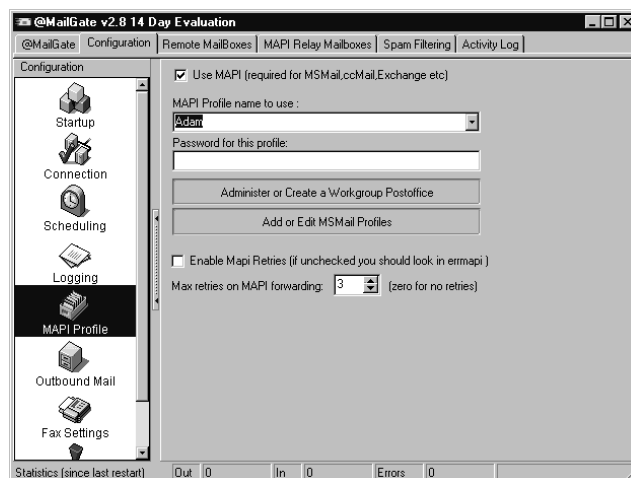 @MailGate v2.8 14 Day Evaluation
@MailGate Configuration Remote MailBoxes MAPI Relay Mailboxes Spam Filtering Activity Log
Configuration
Startup
Connection
Scheduling
Logging
MAPI Profile
Outbound Mail
Fax Settings
Use MAPI (required for MSMail,ccMail,Exchange etc)
MAPI Profile name to use :
Adam
Password for this profile:
Administer or Create a Workgroup Postoffice
Add or Edit MSMail Profiles
Enable Mapi Retries (if unchecked you should look in errmapi )
Max retries on MAPI forwarding: 3 (zero for no retries)
Statistics (since last restart) Out 0 In 0 Errors 0